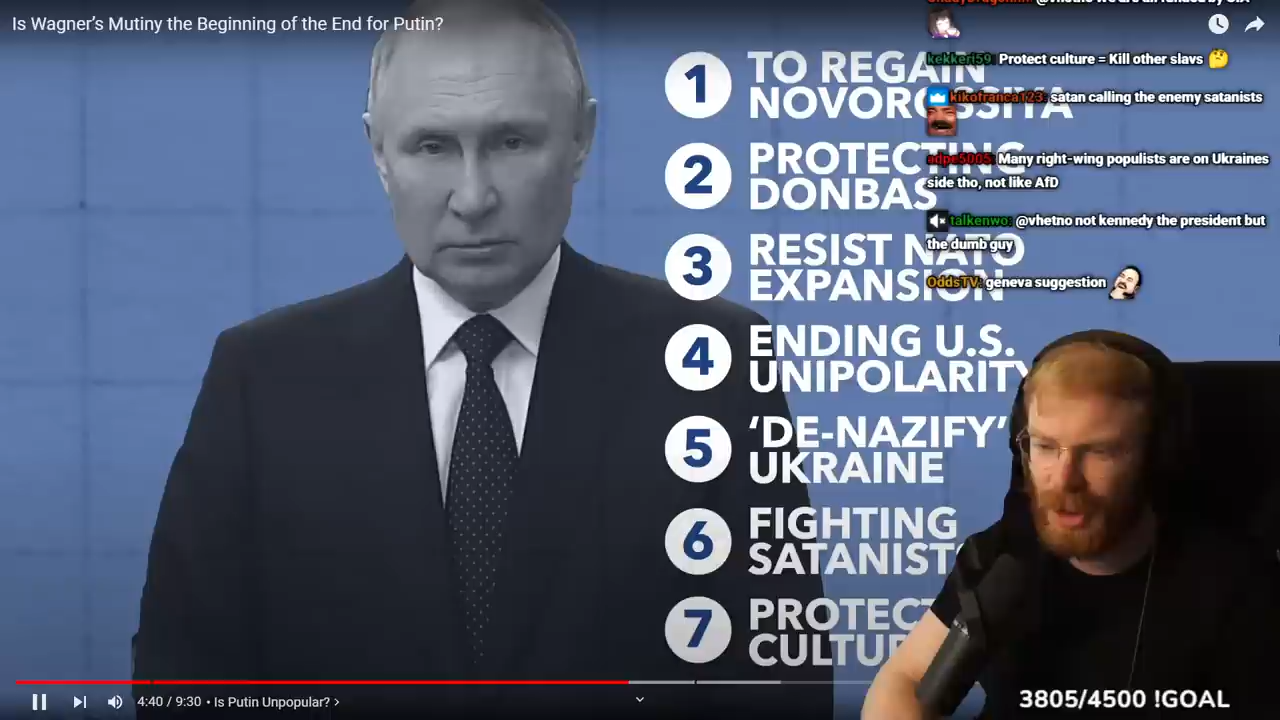 Is Wagner's Mutiny the Beginning of the End for Putin?
1 TO REGAIN
NOVOROSSIYA
2 PROTECTING
DONBAS
3 RESIST NATO
EXPANSION
4 ENDING U.S.
UNIPOLARITY
5 ‘DE-NAZIFY’
UKRAINE
6 FIGHTING
SATANISTS
7 PROTECT
CULTU
kekkeri59: Protect culture = Kill other slavs
kikofranca123: satan calling the enemy satanists
adpe5005: Many right-wing populists are on Ukraines
side tho, not like AfD
talkenwo: @vhetno not kennedy the president but
the dumb guy
OddsTV: geneva suggestion
4:40 / 9:30 • Is Putin Unpopular? >
3805/4500 !GOAL